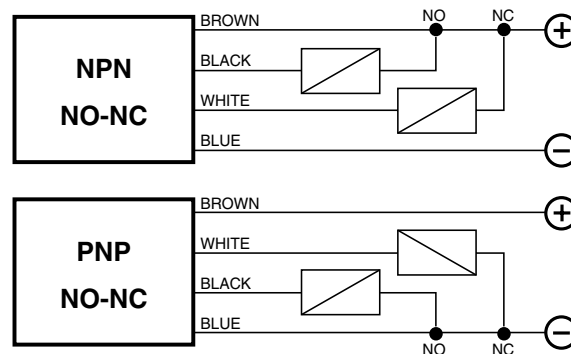 BROWN
NO NC
+
NPN
BLACK
NO-NC
WHITE
BLUE
−
BROWN
+
PNP
WHITE
NO-NC
BLACK
BLUE
−
NO NC